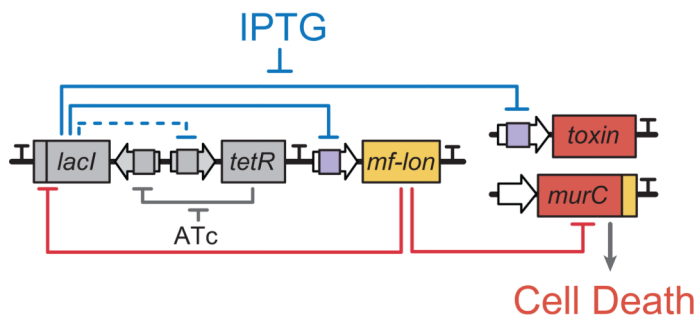 IPTG
lacI
tetR
mf-lon
toxin
murC
ATc
Cell Death